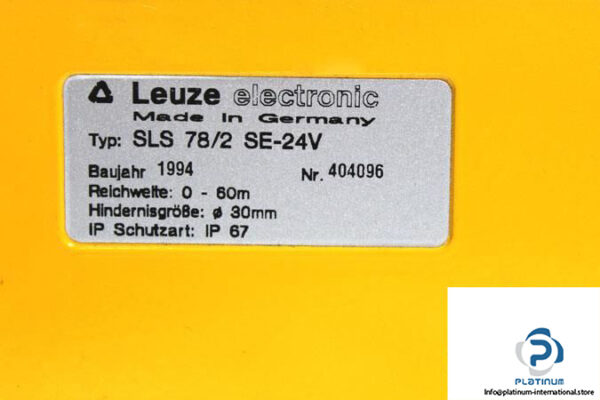 Leuze electronic
Made in Germany
Typ: SLS 78/2 SE-24V
Baujahr 1994 Nr. 404096
Reichweite: 0 - 60m
Hindernisgröße: ø 30mm
IP Schutzart: IP 67
PLATINUM
https://platinum-international.store